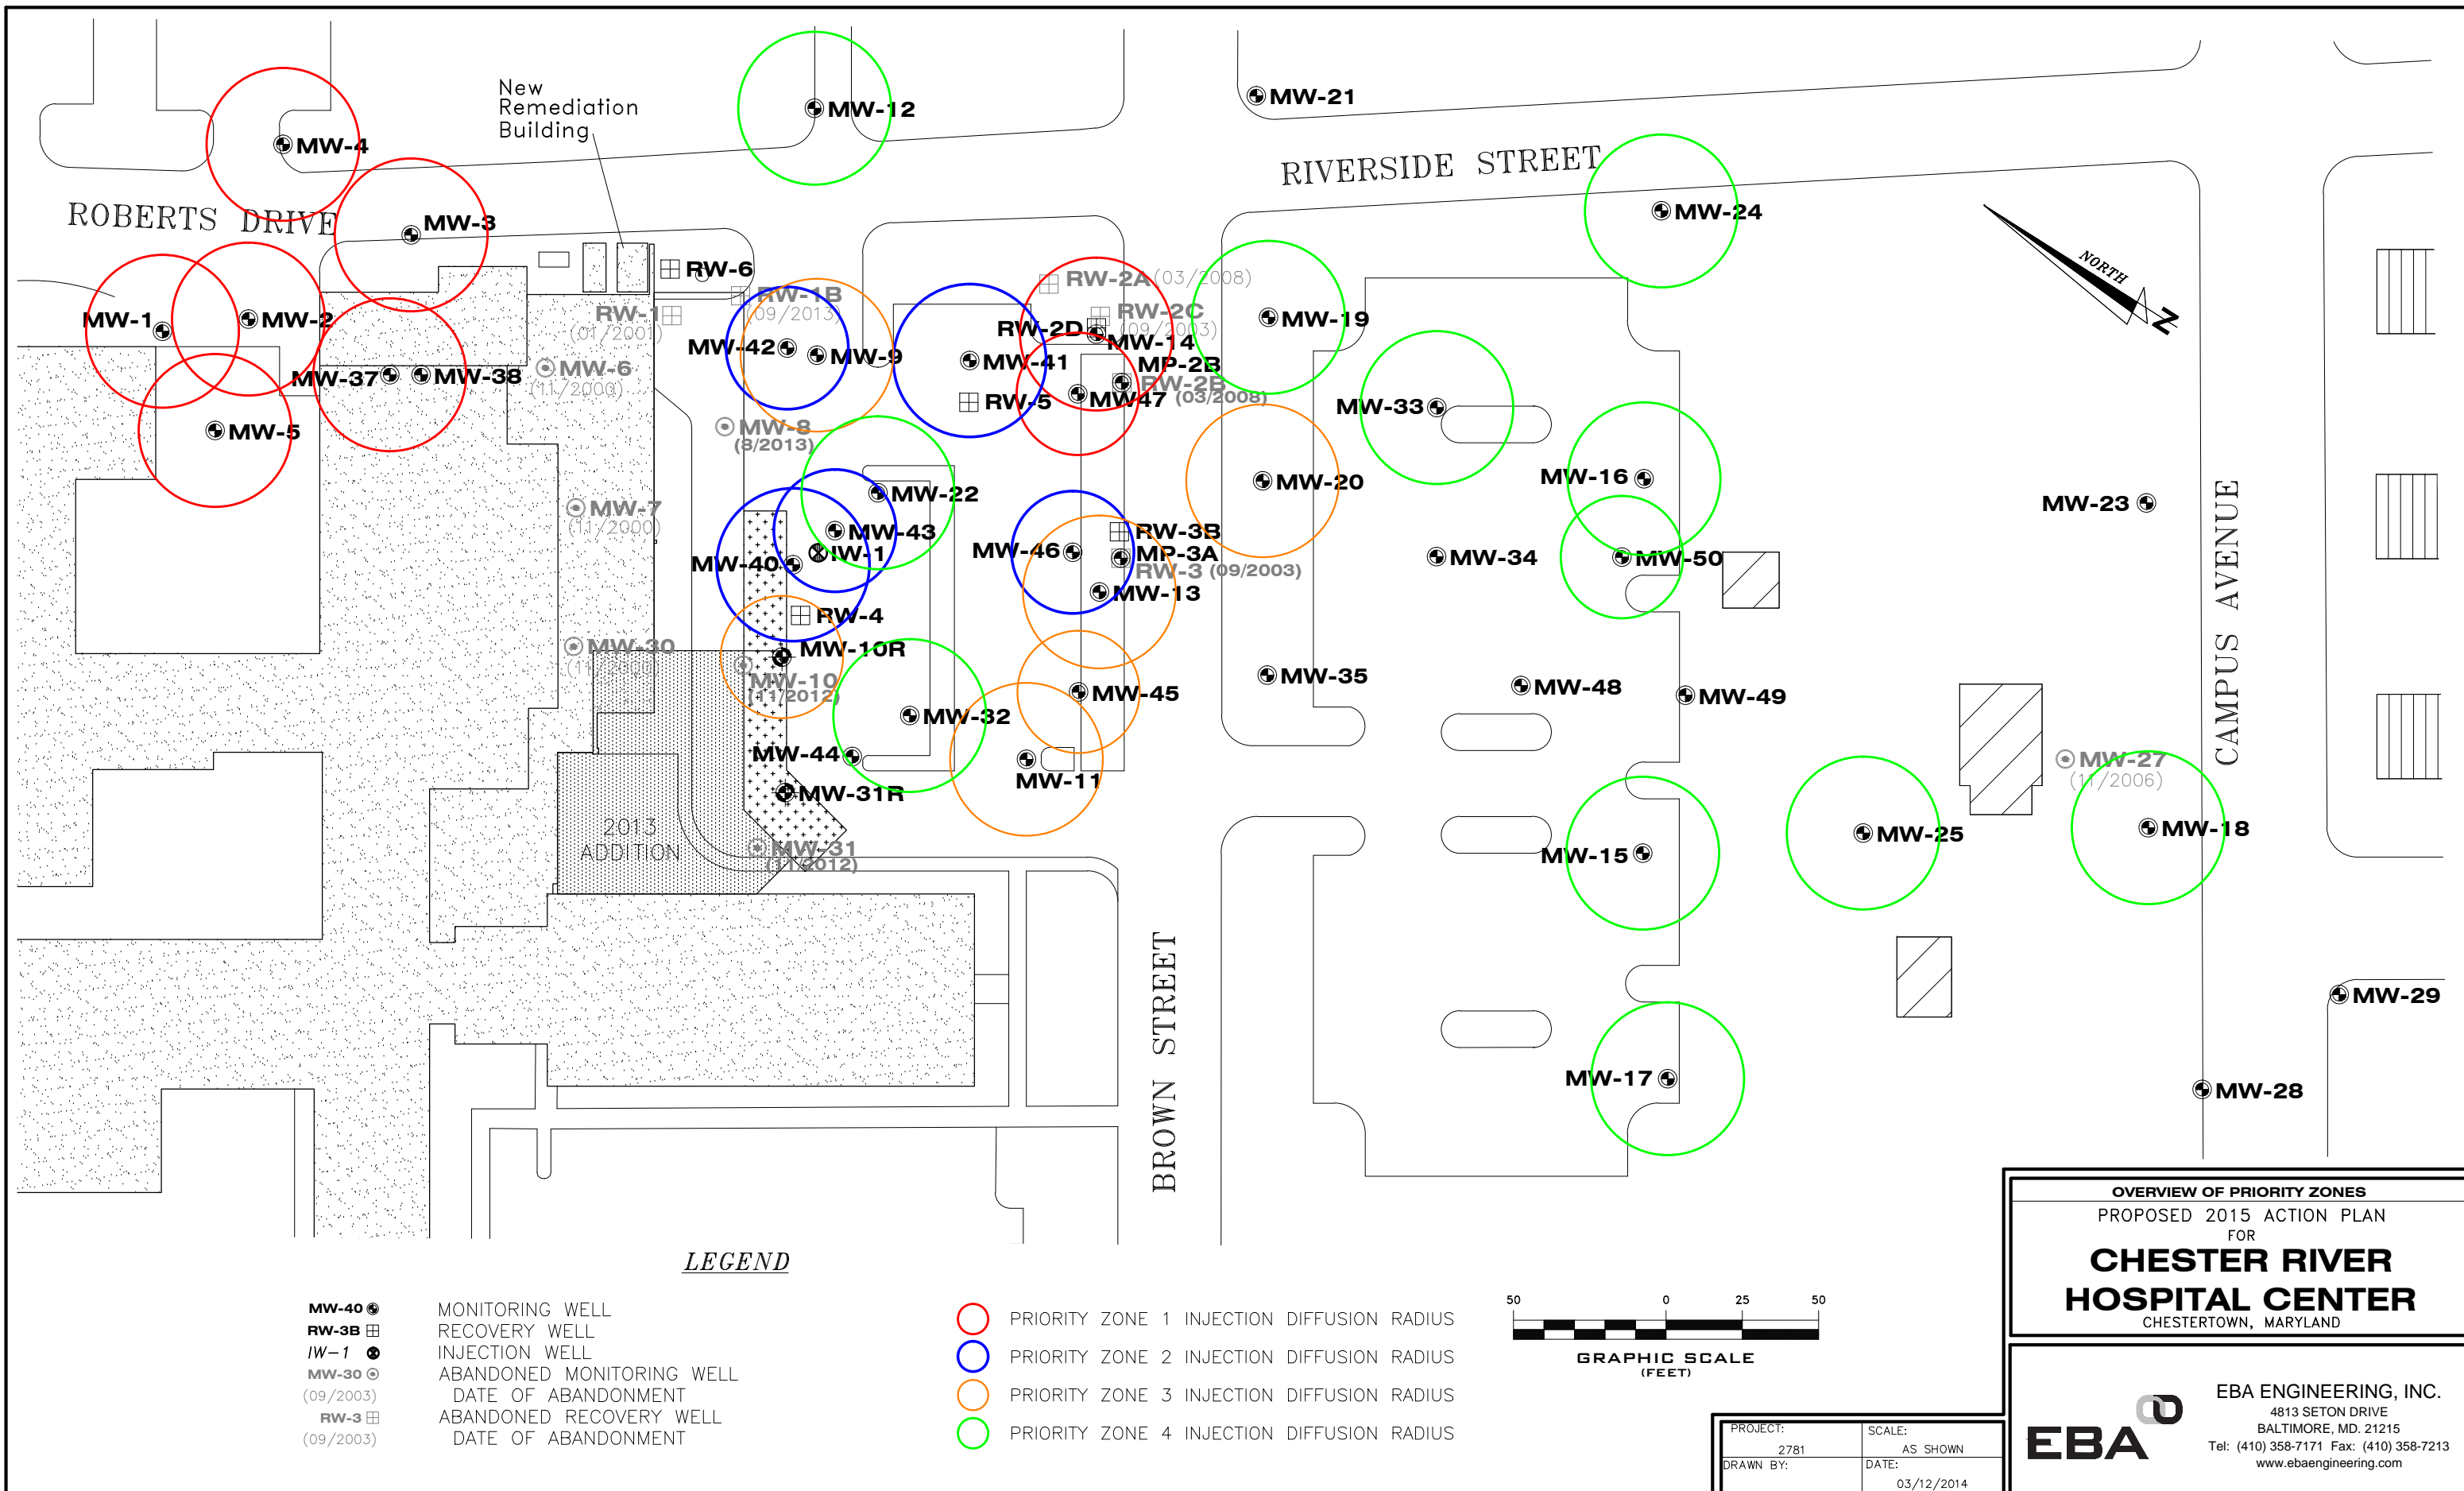 New
Remediation
Building
MW-12
MW-21
MW-4
RIVERSIDE STREET
MW-24
ROBERTS DRIVE
MW-3
NORTH
N
RW-6
RW-2A (03/2008)
RW-1B
(09/2013)
RW-1
(01/2001)
RW-2C
(09/2003)
MW-1
MW-2
RW-2D
MW-14
MW-19
MW-42
MW-9
MW-41
MP-2B
RW-2B
(03/2008)
MW-37
MW-38
MW-6
(11/2000)
RW-5
MW47
MW-33
MW-5
MW-8
(8/2013)
MW-22
MW-20
MW-16
MW-23
MW-7
(11/2000)
MW-43
IW-1
MW-40
MW-46
RW-3B
MP-3A
RW-3 (09/2003)
MW-34
MW-50
MW-13
RW-4
MW-30
(11/2000)
MW-10R
MW-10
(11/2012)
MW-45
MW-35
MW-48
MW-49
MW-32
MW-44
MW-11
MW-27
(11/2006)
CAMPUS AVENUE
MW-31R
2013
ADDITION
MW-31
(11/2012)
MW-15
MW-25
MW-18
BROWN STREET
MW-29
MW-17
MW-28
LEGEND
MW-40 MONITORING WELL
RW-3B RECOVERY WELL
IW-1 INJECTION WELL
MW-30 ABANDONED MONITORING WELL
(09/2003) DATE OF ABANDONMENT
RW-3 ABANDONED RECOVERY WELL
(09/2003) DATE OF ABANDONMENT
PRIORITY ZONE 1 INJECTION DIFFUSION RADIUS
PRIORITY ZONE 2 INJECTION DIFFUSION RADIUS
PRIORITY ZONE 3 INJECTION DIFFUSION RADIUS
PRIORITY ZONE 4 INJECTION DIFFUSION RADIUS
50 0 25 50
GRAPHIC SCALE
(FEET)
OVERVIEW OF PRIORITY ZONES
PROPOSED 2015 ACTION PLAN
FOR
CHESTER RIVER
HOSPITAL CENTER
CHESTERTOWN, MARYLAND
PROJECT:
2781
SCALE:
AS SHOWN
DRAWN BY:
DATE:
03/12/2014
EBA
EBA ENGINEERING, INC.
4813 SETON DRIVE
BALTIMORE, MD. 21215
Tel: (410) 358-7171 Fax: (410) 358-7213
www.ebaengineering.com